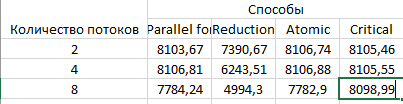 Способы
Количество потоков Parallel for Reduction Atomic Critical
2 8103,67 7390,67 8106,74 8105,46
4 8106,81 6243,51 8106,88 8105,55
8 7784,24 4994,3 7782,9 8098,99